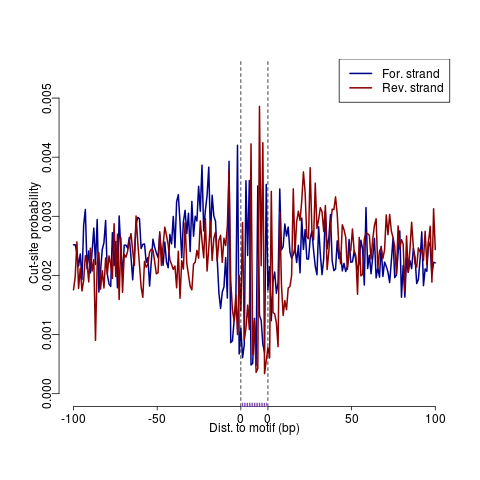 For. strand
Rev. strand
Cut-site probability
0.005
0.004
0.003
0.002
0.001
0.000
-100 -50 0 0 50 100
Dist. to motif (bp)